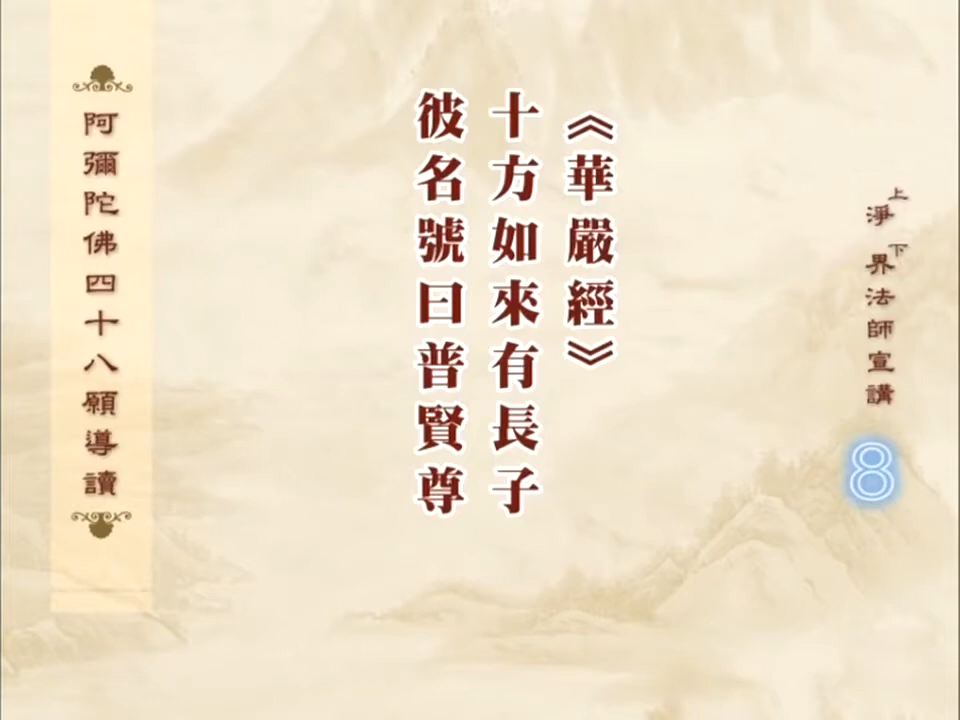 《華嚴經》
十方如來有長子
彼名號曰普賢尊
上淨下界法師宣講
8
阿彌陀佛四十八願導讀